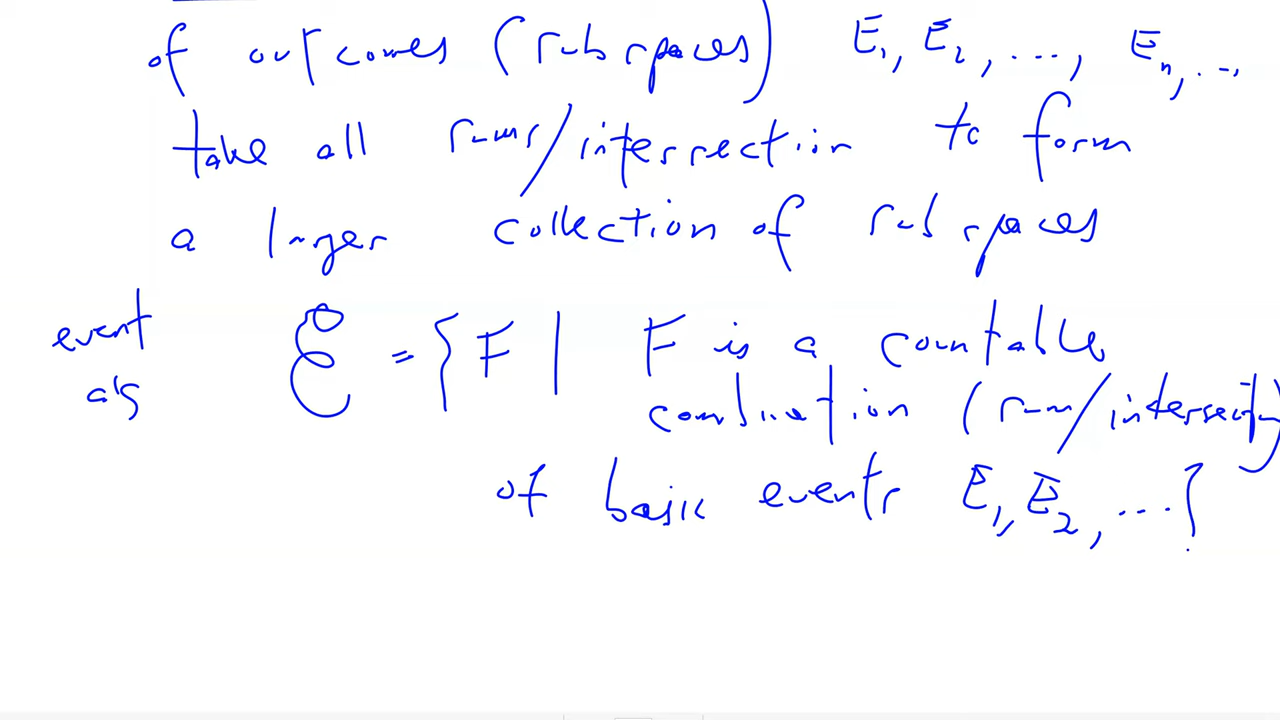 of outcomes (subspaces) E₁, E₂, ..., Eₙ, ...
take all sums/intersection to form
a larger collection of subspaces
event alg ℰ = {F | F is a countable
combination (sum/intersection)
of basic events E₁, E₂, ...}